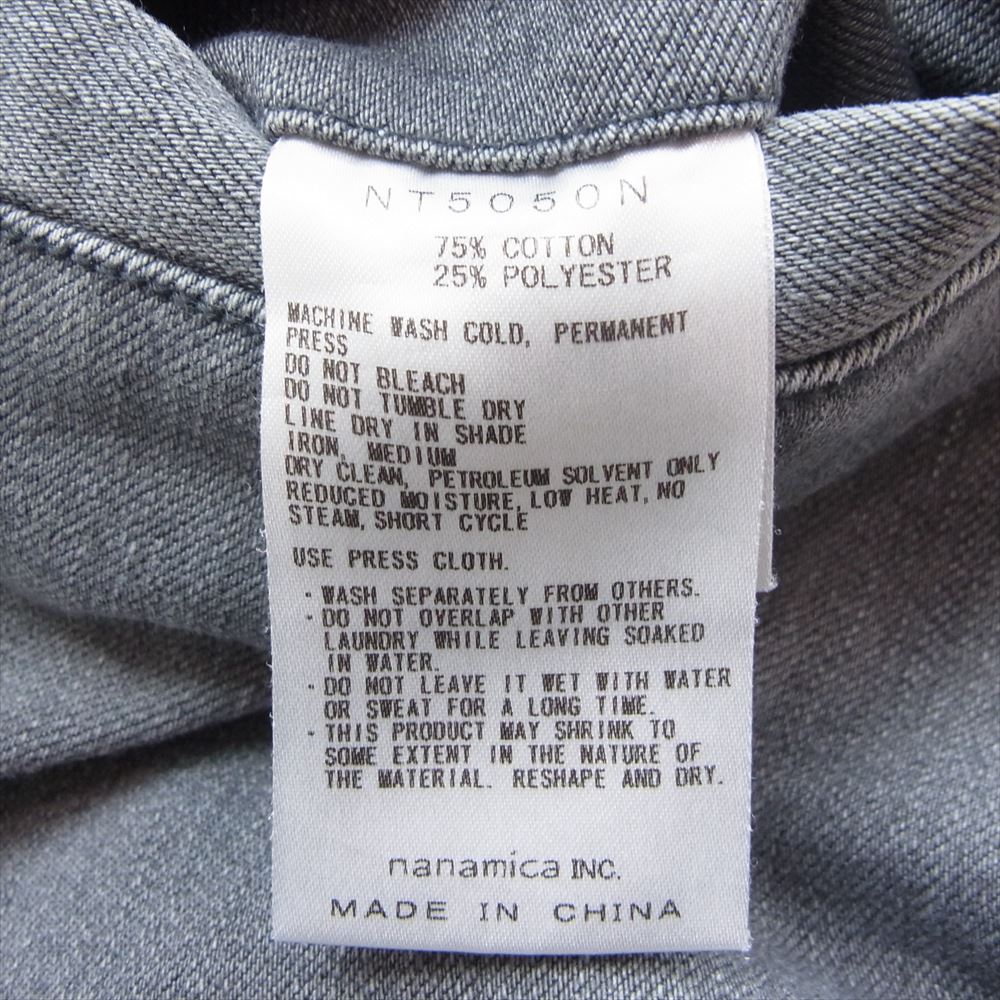 NT5050N
75% COTTON
25% POLYESTER
MACHINE WASH COLD, PERMANENT
PRESS
DO NOT BLEACH
DO NOT TUMBLE DRY
LINE DRY IN SHADE
IRON, MEDIUM
DRY CLEAN, PETROLEUM SOLVENT ONLY
REDUCED MOISTURE, LOW HEAT, NO
STEAM, SHORT CYCLE
USE PRESS CLOTH.
・WASH SEPARATELY FROM OTHERS.
・DO NOT OVERLAP WITH OTHER
LAUNDRY WHILE LEAVING SOAKED
IN WATER.
・DO NOT LEAVE IT WET WITH WATER
OR SWEAT FOR A LONG TIME.
・THIS PRODUCT MAY SHRINK TO
SOME EXTENT IN THE NATURE OF
THE MATERIAL. RESHAPE AND DRY.
nanamica INC.
MADE IN CHINA